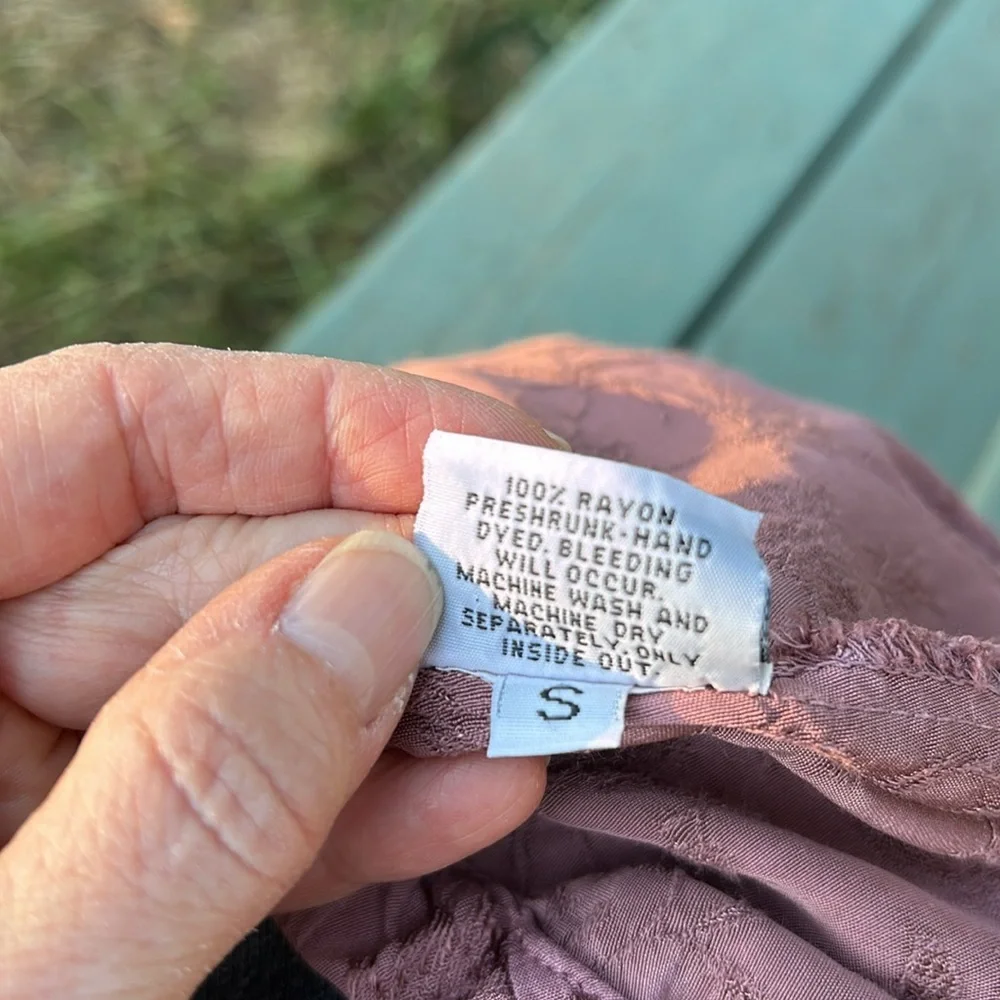 100% RAYON
PRESHRUNK-HAND
DYED. BLEEDING
WILL OCCUR.
MACHINE WASH AND
MACHINE DRY
SEPARATELY, ONLY
INSIDE OUT.
S